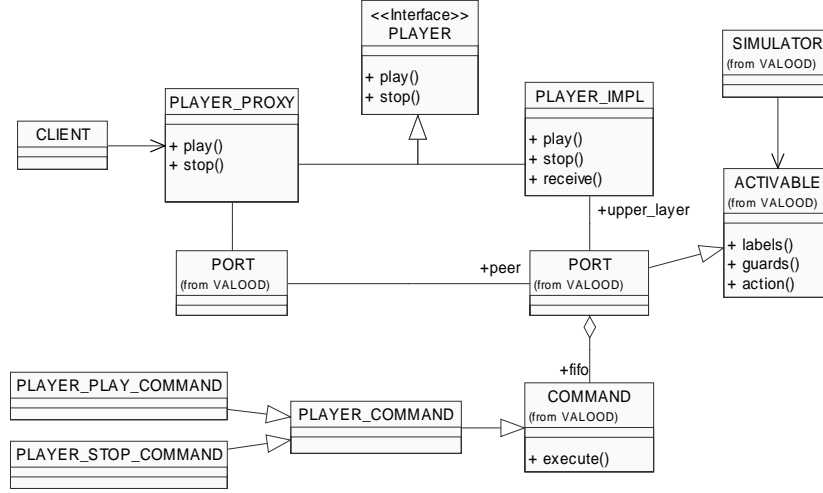 <<Interface>>
PLAYER
+ play()
+ stop()
SIMULATOR
(from VALOOD)
PLAYER_PROXY
+ play()
+ stop()
PLAYER_IMPL
+ play()
+ stop()
+ receive()
CLIENT
ACTIVABLE
(from VALOOD)
+ labels()
+ guards()
+ action()
+upper_layer
PORT
(from VALOOD)
+peer
PORT
(from VALOOD)
+fifo
PLAYER_PLAY_COMMAND
PLAYER_COMMAND
COMMAND
(from VALOOD)
+ execute()
PLAYER_STOP_COMMAND